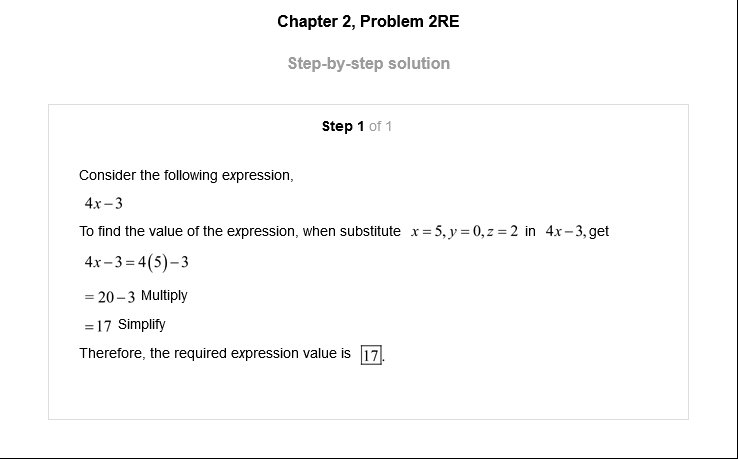 Chapter 2, Problem 2RE
Step-by-step solution
Step 1 of 1
Consider the following expression,
4x – 3
To find the value of the expression, when substitute x = 5, y = 0, z = 2 in 4x – 3, get
4x – 3 = 4(5) – 3
= 20 – 3 Multiply
= 17 Simplify
Therefore, the required expression value is 17.